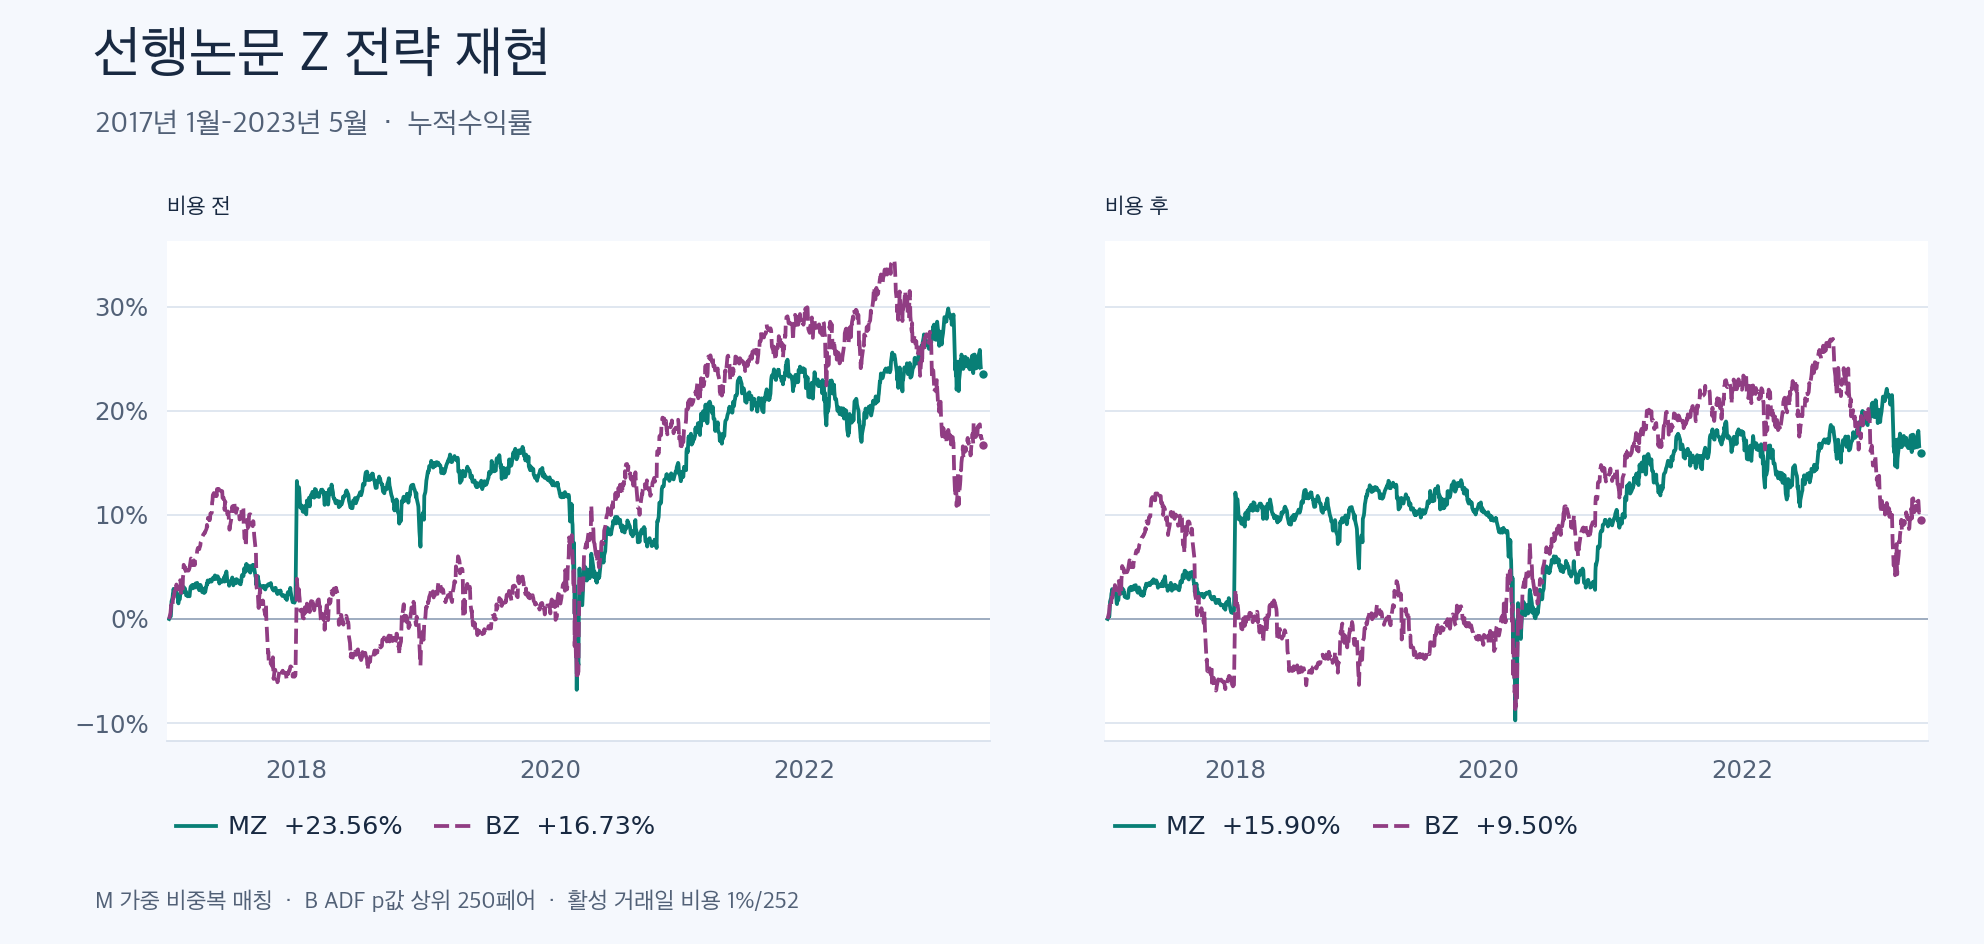 선행논문 Z 전략 재현
2017년 1월-2023년 5월 · 누적수익률
비용 전
30%
20%
10%
0%
−10%
2018 2020 2022
MZ +23.56% BZ +16.73%
비용 후
2018 2020 2022
MZ +15.90% BZ +9.50%
M 가중 비중복 매칭 · B ADF p값 상위 250페어 · 활성 거래일 비용 1%/252